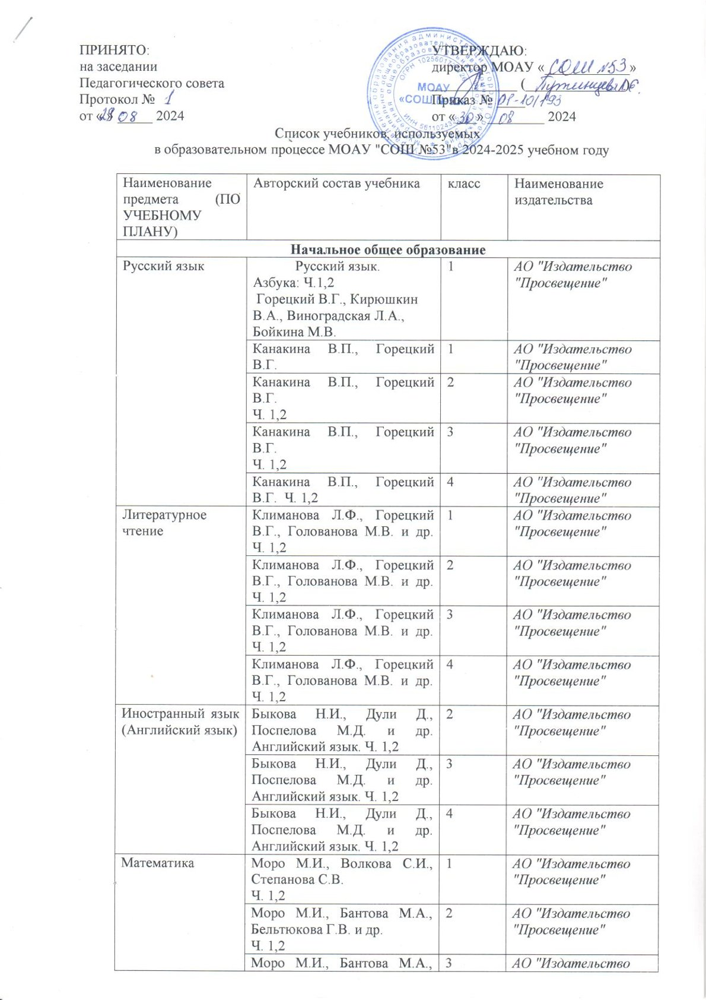 ПРИНЯТО:
на заседании
Педагогического совета
Протокол № 1
от « » 08 2024
УТВЕРЖДАЮ:
директор МОАУ « СОШ №53 »
( )
Приказ № 01-10/193
от « 30 » 08 2024
МОАУ
«СОШ
Список учебников, используемых
в образовательном процессе МОАУ "СОШ №53"в 2024-2025 учебном году
Наименование
предмета (ПО
УЧЕБНОМУ
ПЛАНУ)
Авторский состав учебника
класс
Наименование
издательства
Начальное общее образование
Русский язык
Русский язык.
Азбука: Ч.1,2
Горецкий В.Г., Кирюшкин
В.А., Виноградская Л.А.,
Бойкина М.В.
1
АО "Издательство
"Просвещение"
Канакина В.П., Горецкий
В.Г.
1
АО "Издательство
"Просвещение"
Канакина В.П., Горецкий
В.Г.
Ч. 1,2
2
АО "Издательство
"Просвещение"
Канакина В.П., Горецкий
В.Г.
Ч. 1,2
3
АО "Издательство
"Просвещение"
Канакина В.П., Горецкий
В.Г. Ч. 1,2
4
АО "Издательство
"Просвещение"
Литературное
чтение
Климанова Л.Ф., Горецкий
В.Г., Голованова М.В. и др.
Ч. 1,2
1
АО "Издательство
"Просвещение"
Климанова Л.Ф., Горецкий
В.Г., Голованова М.В. и др.
Ч. 1,2
2
АО "Издательство
"Просвещение"
Климанова Л.Ф., Горецкий
В.Г., Голованова М.В. и др.
Ч. 1,2
3
АО "Издательство
"Просвещение"
Климанова Л.Ф., Горецкий
В.Г., Голованова М.В. и др.
Ч. 1,2
4
АО "Издательство
"Просвещение"
Иностранный язык
(Английский язык)
Быкова Н.И., Дули Д.,
Поспелова М.Д. и др.
Английский язык. Ч. 1,2
2
АО "Издательство
"Просвещение"
Быкова Н.И., Дули Д.,
Поспелова М.Д. и др.
Английский язык. Ч. 1,2
3
АО "Издательство
"Просвещение"
Быкова Н.И., Дули Д.,
Поспелова М.Д. и др.
Английский язык. Ч. 1,2
4
АО "Издательство
"Просвещение"
Математика
Моро М.И., Волкова С.И.,
Степанова С.В.
Ч. 1,2
1
АО "Издательство
"Просвещение"
Моро М.И., Бантова М.А.,
Бельтюкова Г.В. и др.
Ч. 1,2
2
АО "Издательство
"Просвещение"
Моро М.И., Бантова М.А.,
3
АО "Издательство